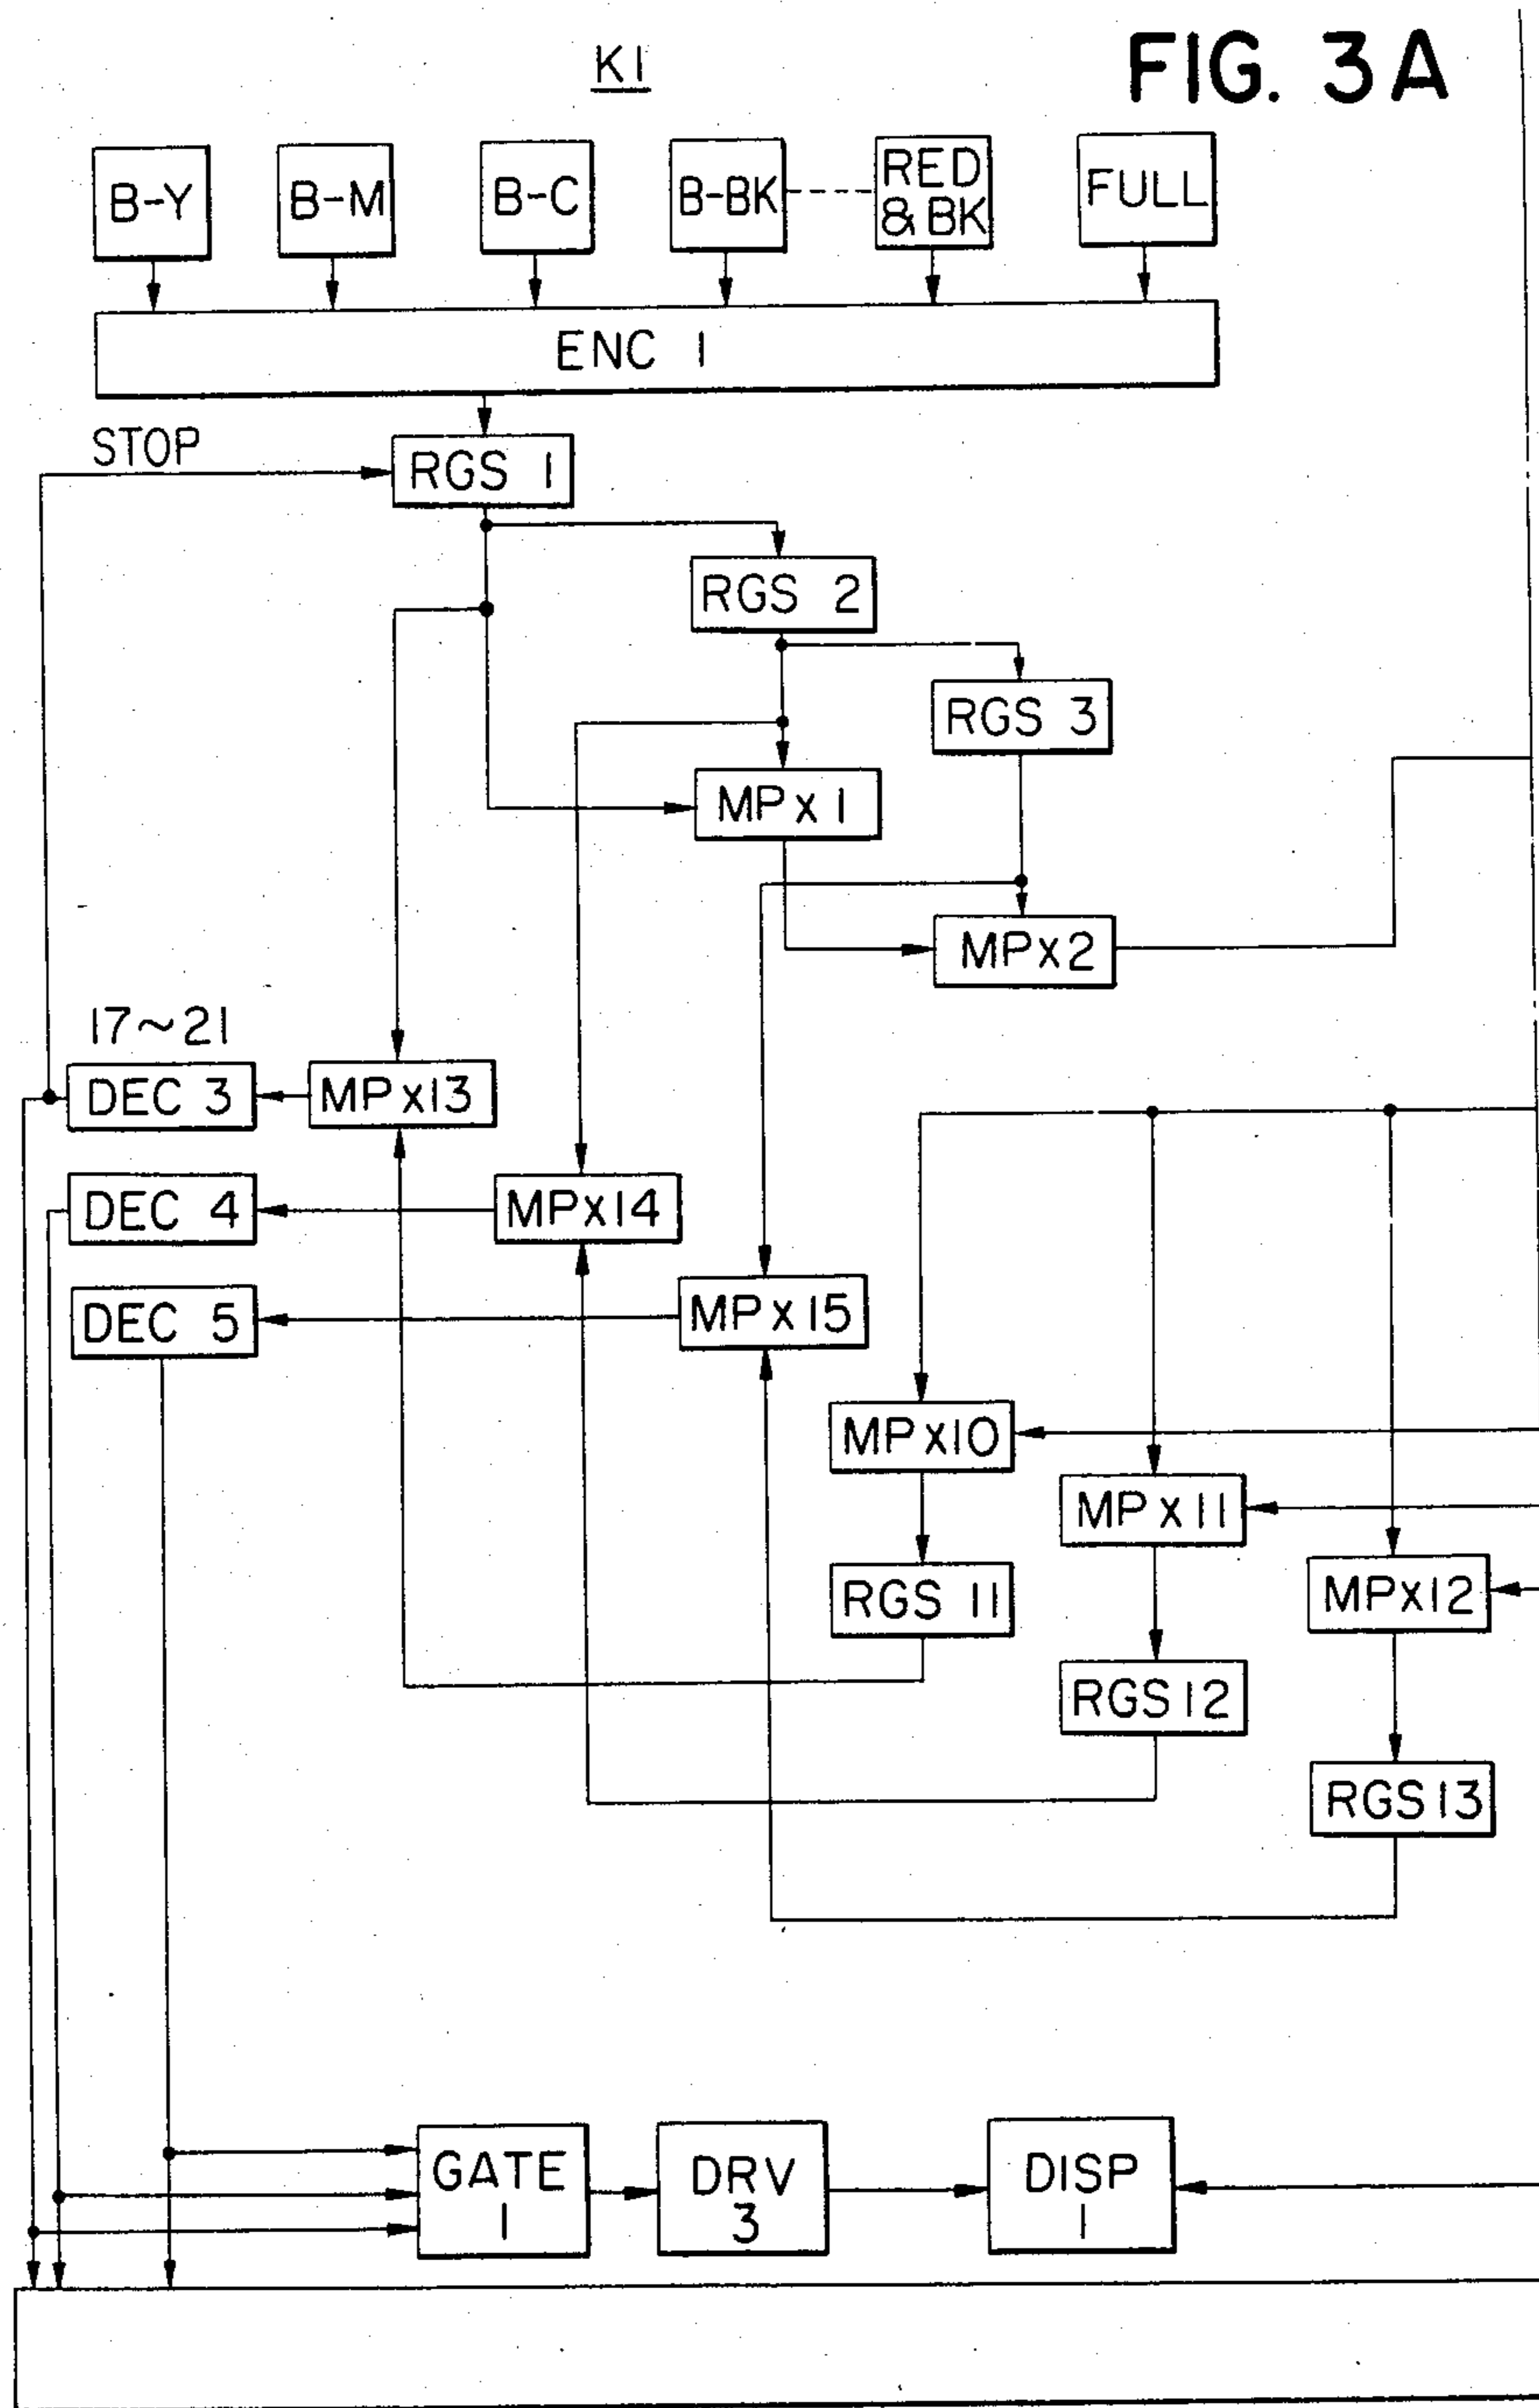 FIG. 3A
K1
B-Y
B-M
B-C
B-BK
RED
& BK
FULL
ENC 1
STOP
RGS 1
RGS 2
RGS 3
MPx1
MPx2
17~21
DEC 3
MPx13
DEC 4
MPx14
DEC 5
MPx15
MPx10
MPx11
RGS 11
MPx12
RGS12
RGS13
GATE
1
DRV
3
DISP
1